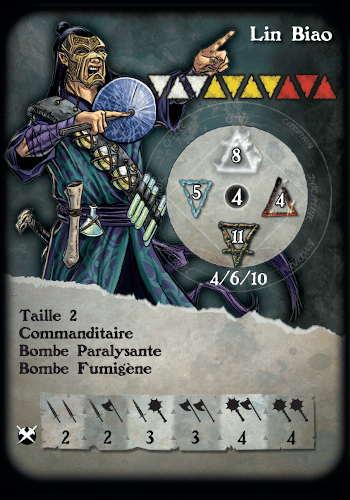 Lin Biao
8
5 4 4
11
4/6/10
Taille 2
Commanditaire
Bombe Paralysante
Bombe Fumigène
2 2 3 3 4 4